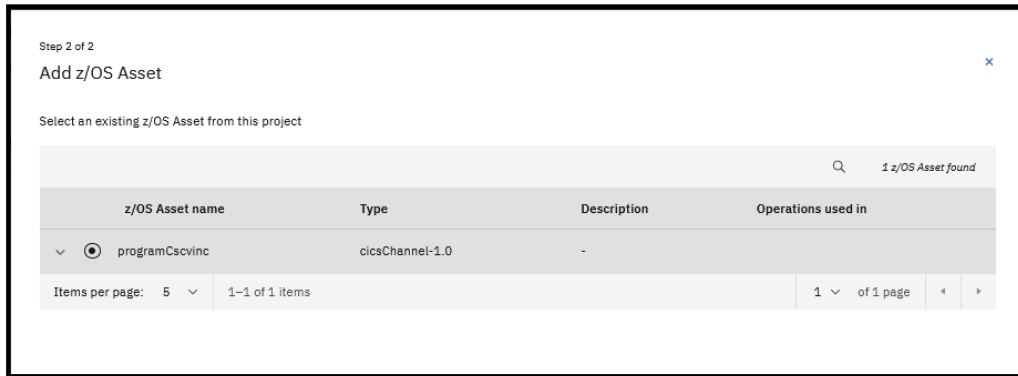 Step 2 of 2
Add z/OS Asset
Select an existing z/OS Asset from this project
1 z/OS Asset found
z/OS Asset name Type Description Operations used in
programCscvinc cicsChannel-1.0 -
Items per page: 5 1–1 of 1 items 1 of 1 page